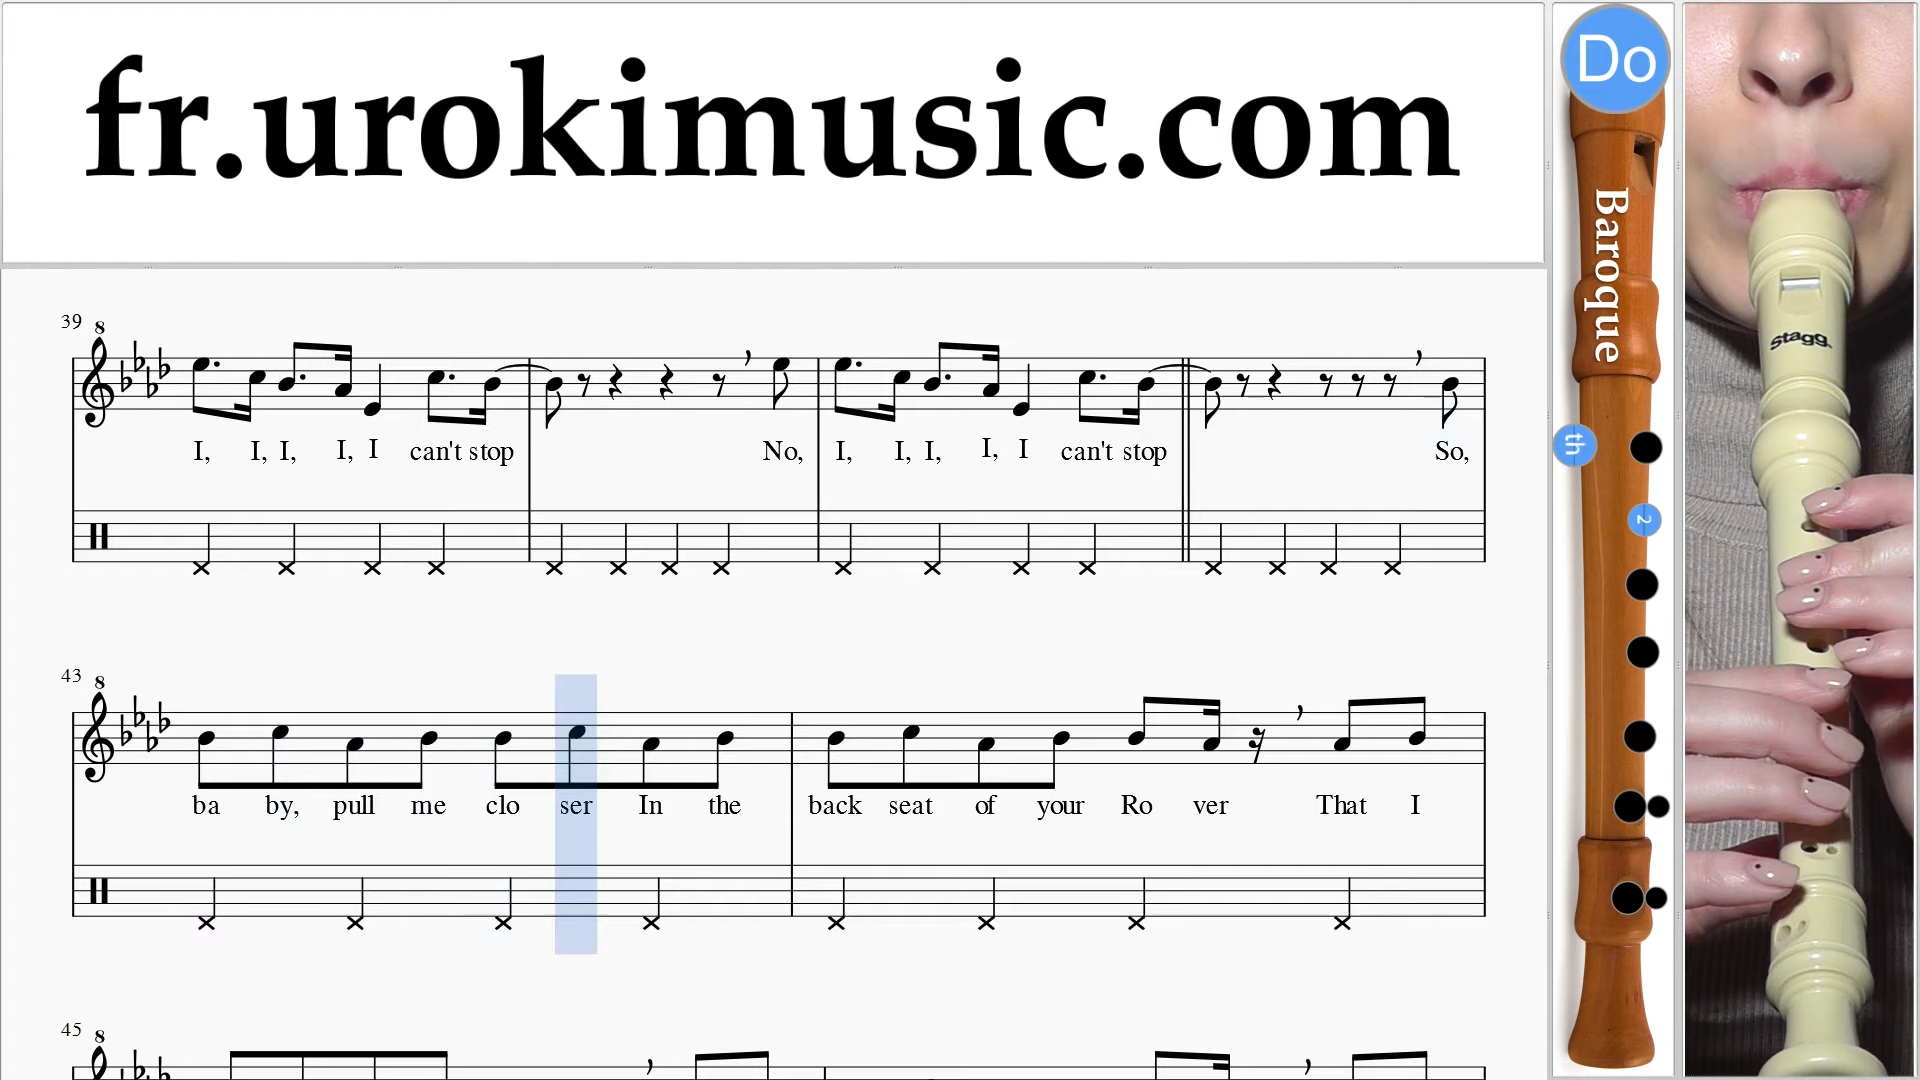 fr.urokimusic.com
Do
Baroque
Stagg
th
2
39
8
I, I, I, I, I can't stop No, I, I, I, I, I can't stop So,
43
8
ba by, pull me clo ser In the back seat of your Ro ver That I
45
8